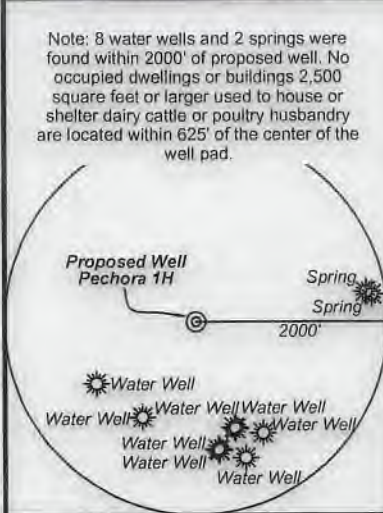 Note: 8 water wells and 2 springs were
found within 2000' of proposed well. No
occupied dwellings or buildings 2,500
square feet or larger used to house or
shelter dairy cattle or poultry husbandry
are located within 625' of the center of the
well pad.
Proposed Well
Pechora 1H
Spring
Spring
2000'
Water Well
Water Well
Water Well
Water Well
Water Well
Water Well
Water Well
Water Well